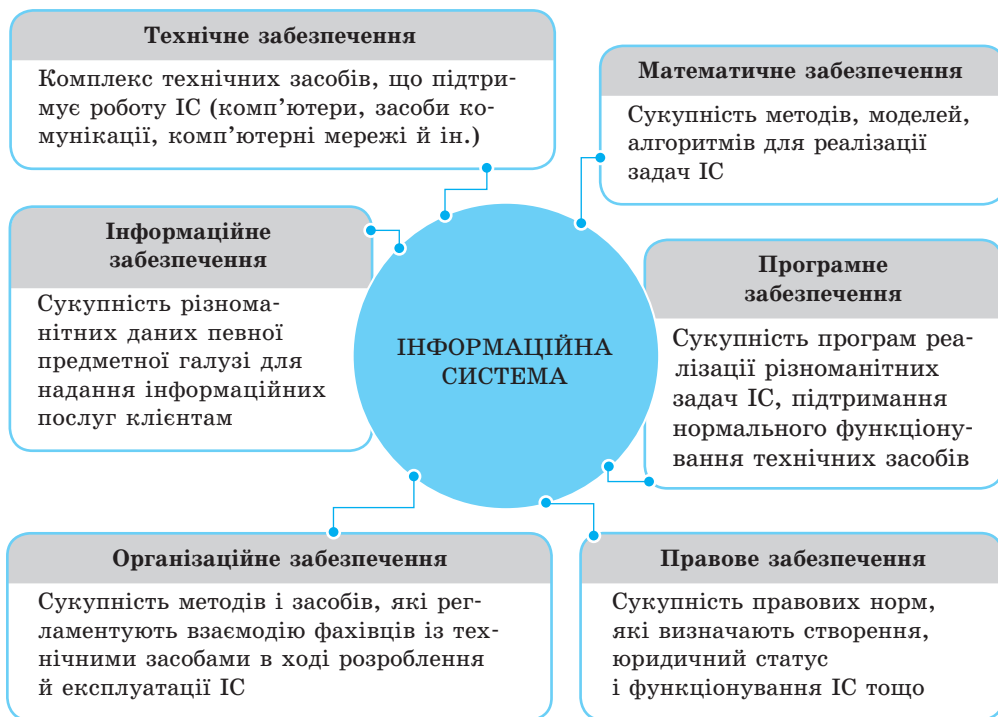 Технічне забезпечення
Комплекс технічних засобів, що підтри-
мує роботу ІС (комп’ютери, засоби ко-
мунікації, комп’ютерні мережі й ін.)
Математичне забезпечення
Сукупність методів, моделей,
алгоритмів для реалізації
задач ІС
Інформаційне
забезпечення
Сукупність різнома-
нітних даних певної
предметної галузі для
надання інформаційних
послуг клієнтам
ІНФОРМАЦІЙНА
СИСТЕМА
Програмне
забезпечення
Сукупність програм реа-
лізації різноманітних
задач ІС, підтримання
нормального функціону-
вання технічних засобів
Організаційне забезпечення
Сукупність методів і засобів, які рег-
ламентують взаємодію фахівців із тех-
нічними засобами в ході розроблення
й експлуатації ІС
Правове забезпечення
Сукупність правових норм,
які визначають створення,
юридичний статус
і функціонування ІС тощо